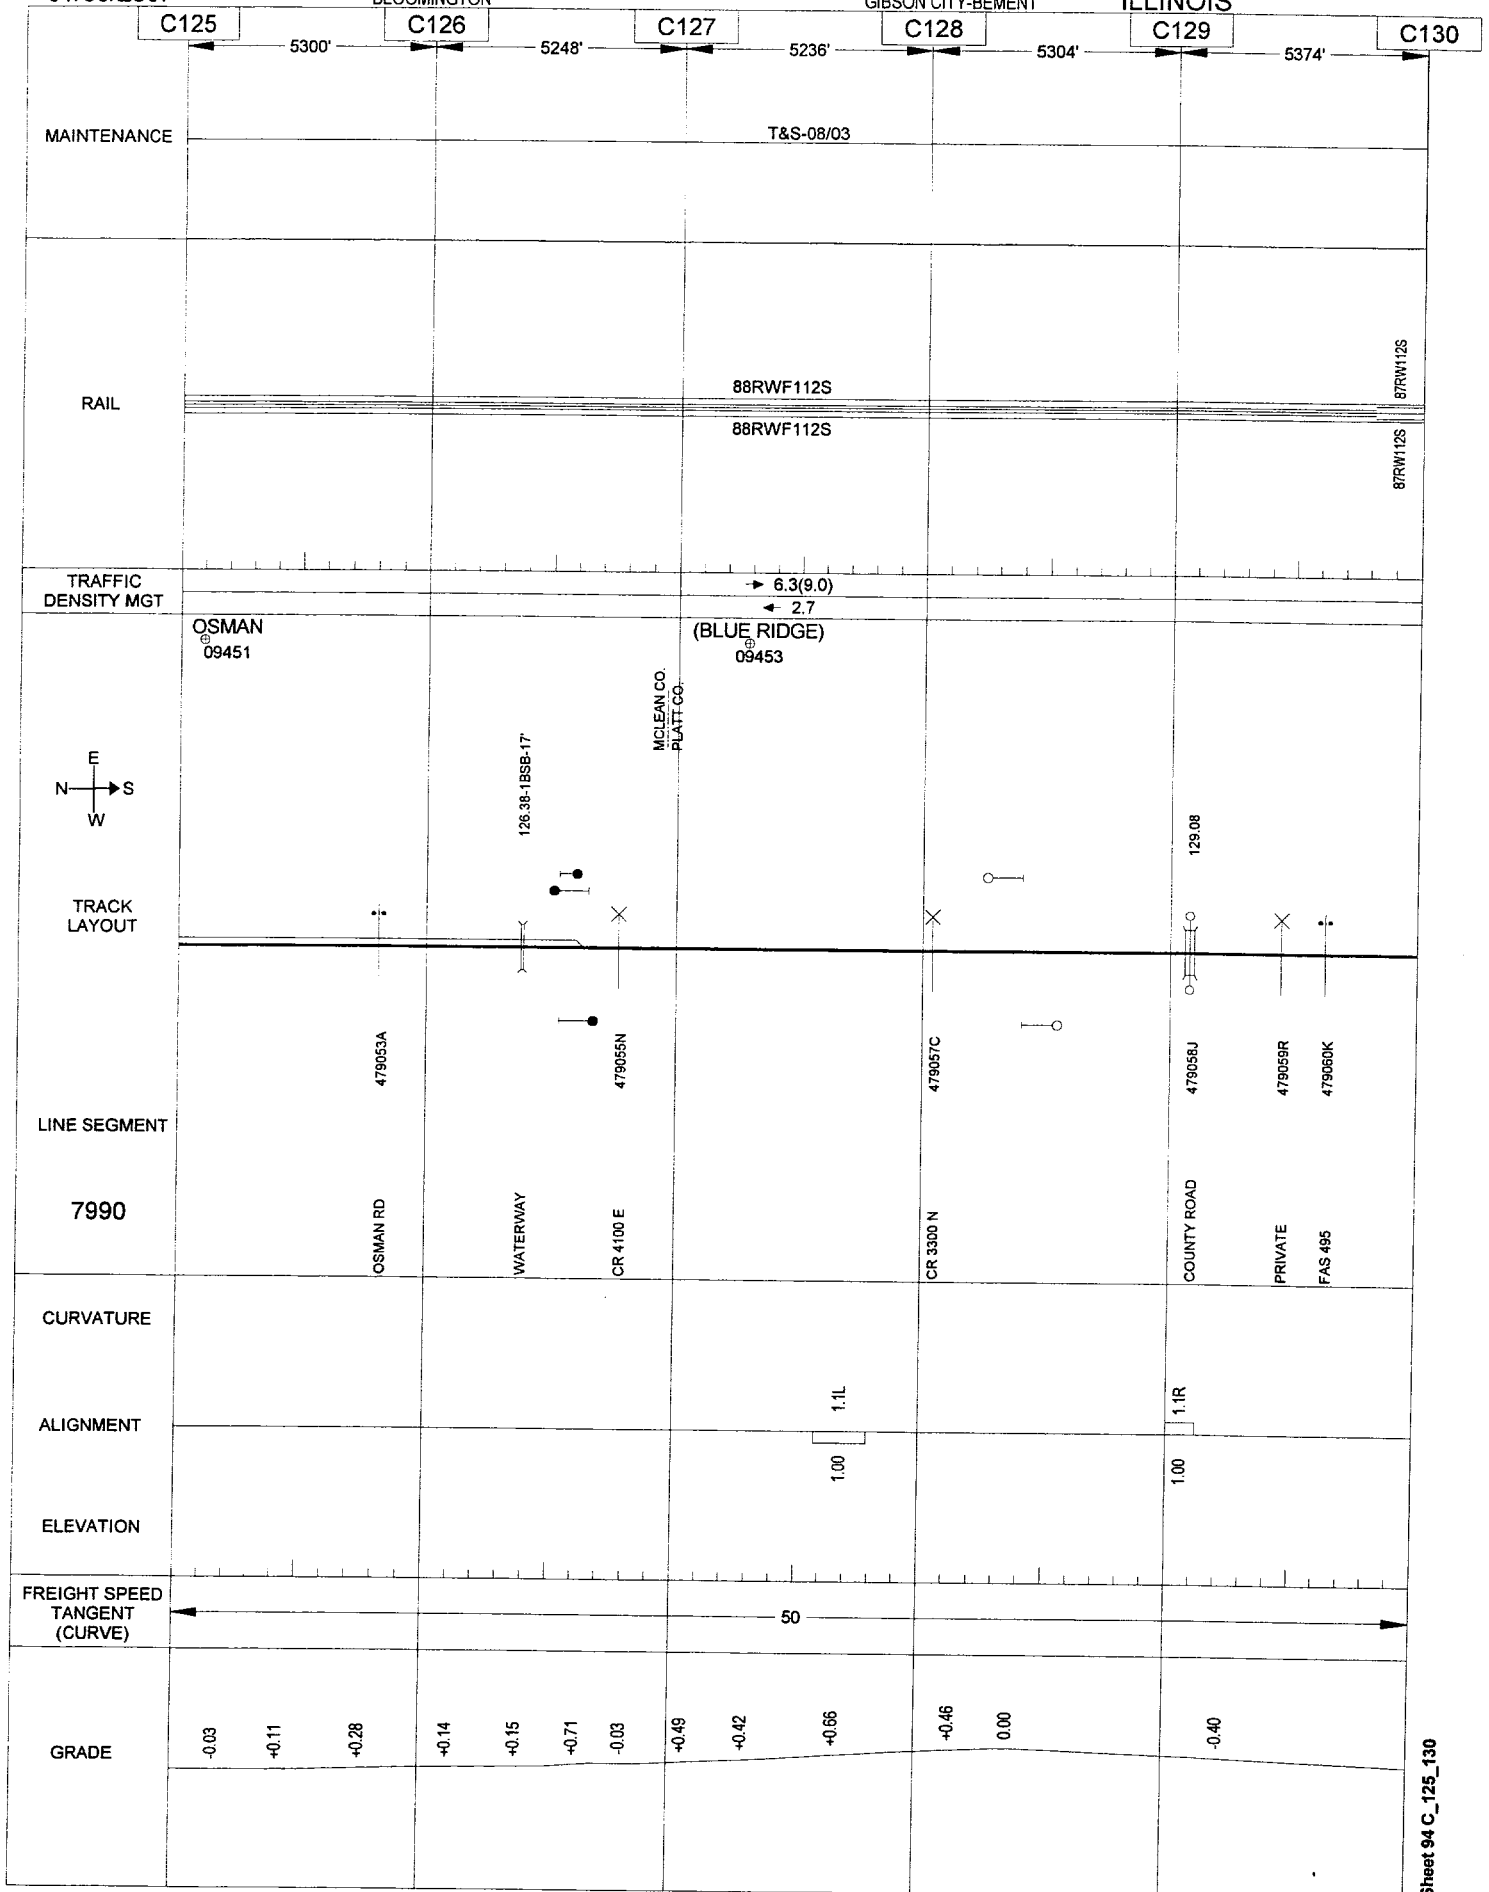 BLOOMINGTON
GIBSON CITY-BEMENT
ILLINOIS
C125
C126
C127
C128
C129
C130
5300'
5248'
5236'
5304'
5374'
MAINTENANCE
T&S-08/03
RAIL
88RWF112S
88RWF112S
87RW112S
87RW112S
TRAFFIC
DENSITY MGT
6.3(9.0)
2.7
OSMAN
09451
(BLUE RIDGE)
09453
MCLEAN CO.
PLATT CO.
E
N
S
W
126.38-1BSB-17'
129.08
TRACK
LAYOUT
479053A
479055N
479057C
479058J
479059R
479060K
LINE SEGMENT
7990
OSMAN RD
WATERWAY
CR 4100 E
CR 3300 N
COUNTY ROAD
PRIVATE
FAS 495
CURVATURE
1.1L
1.1R
ALIGNMENT
1.00
1.00
ELEVATION
FREIGHT SPEED
TANGENT
(CURVE)
50
GRADE
-0.03
+0.11
+0.28
+0.14
+0.15
+0.71
-0.03
+0.49
+0.42
+0.66
+0.46
0.00
-0.40
Sheet 94 C_125_130